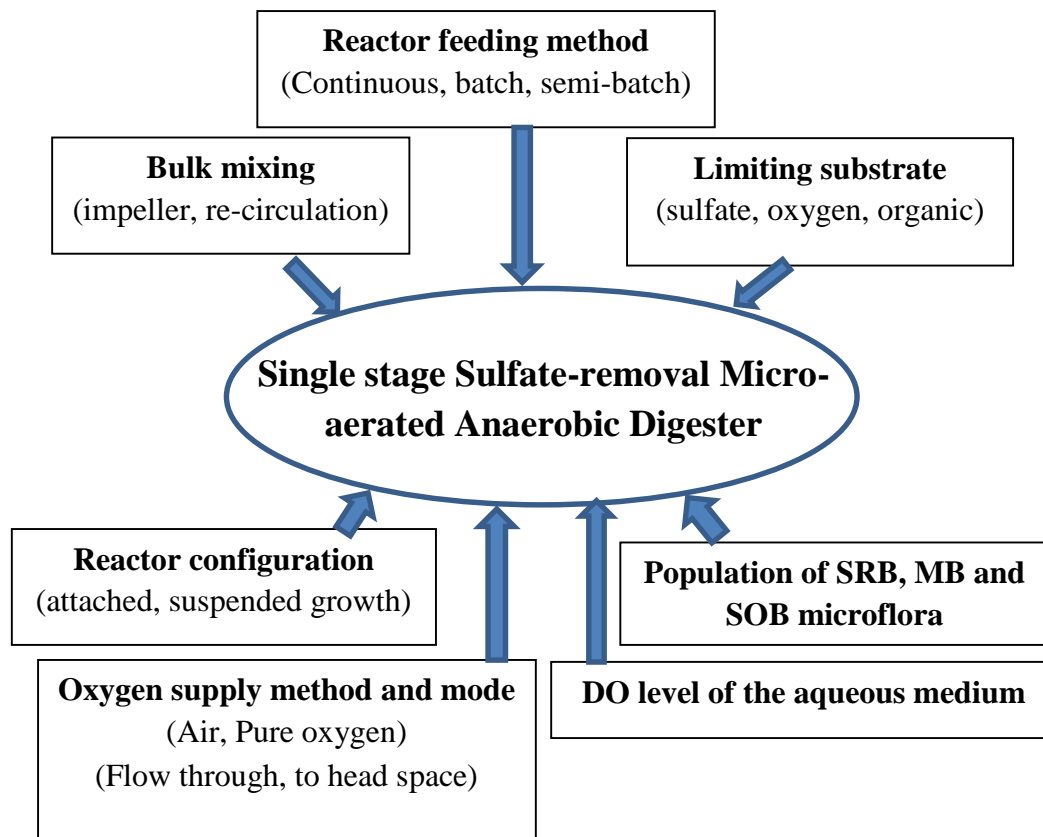 Reactor feeding method
(Continuous, batch, semi-batch)
Bulk mixing
(impeller, re-circulation)
Limiting substrate
(sulfate, oxygen, organic)
Single stage Sulfate-removal Micro-
aerated Anaerobic Digester
Reactor configuration
(attached, suspended growth)
Population of SRB, MB and
SOB microflora
Oxygen supply method and mode
(Air, Pure oxygen)
(Flow through, to head space)
DO level of the aqueous medium